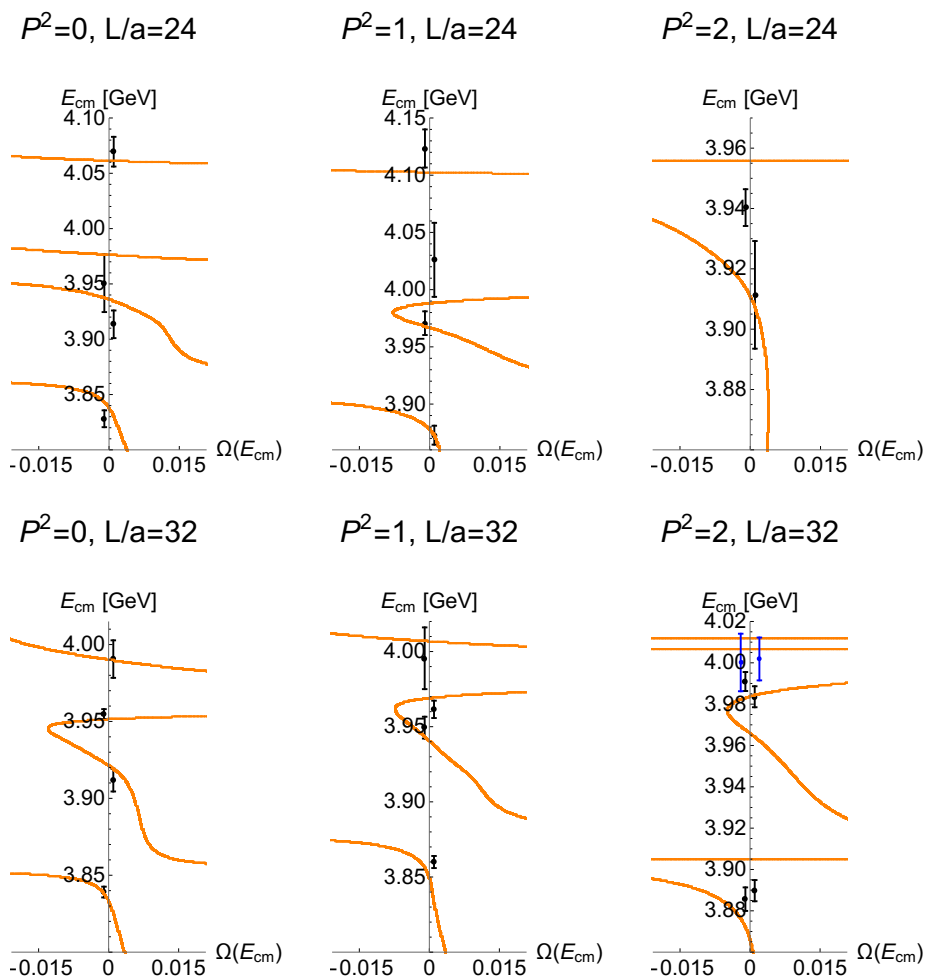 P²=0, L/a=24
E_cm [GeV]
4.10
4.05
4.00
3.95
3.90
3.85
-0.015 0 0.015 Ω(E_cm)
P²=1, L/a=24
E_cm [GeV]
4.15
4.10
4.05
4.00
3.95
3.90
-0.015 0 0.015 Ω(E_cm)
P²=2, L/a=24
E_cm [GeV]
3.96
3.94
3.92
3.90
3.88
-0.015 0 0.015 Ω(E_cm)
P²=0, L/a=32
E_cm [GeV]
4.00
3.95
3.90
3.85
-0.015 0 0.015 Ω(E_cm)
P²=1, L/a=32
E_cm [GeV]
4.00
3.95
3.90
3.85
-0.015 0 0.015 Ω(E_cm)
P²=2, L/a=32
E_cm [GeV]
4.02
4.00
3.98
3.96
3.94
3.92
3.90
3.88
-0.015 0 0.015 Ω(E_cm)